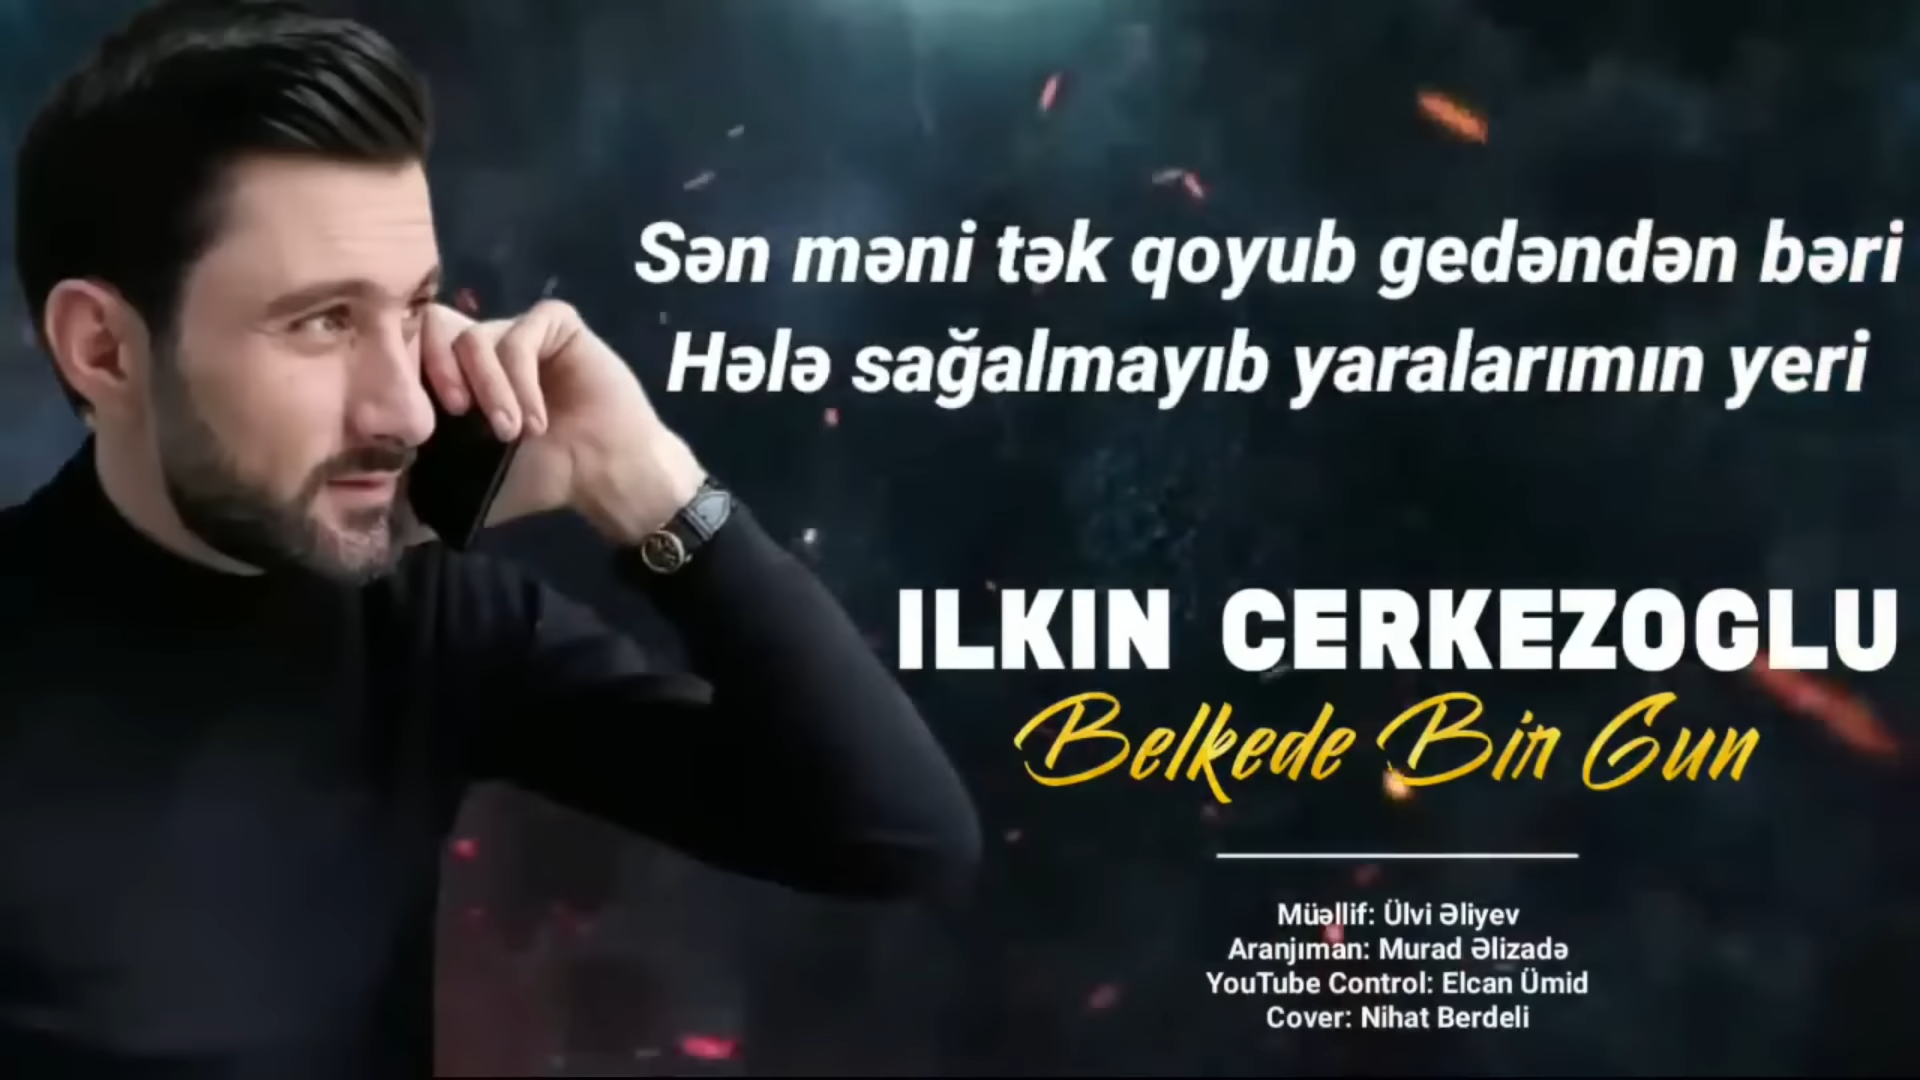 Sən məni tək qoyub gedəndən bəri
Hələ sağalmayıb yaralarımın yeri
ILKIN CERKEZOGLU
Belkede Bir Gun
Müəllif: Ülvi Əliyev
Aranjıman: Murad Əlizadə
YouTube Control: Elcan Ümid
Cover: Nihat Berdeli